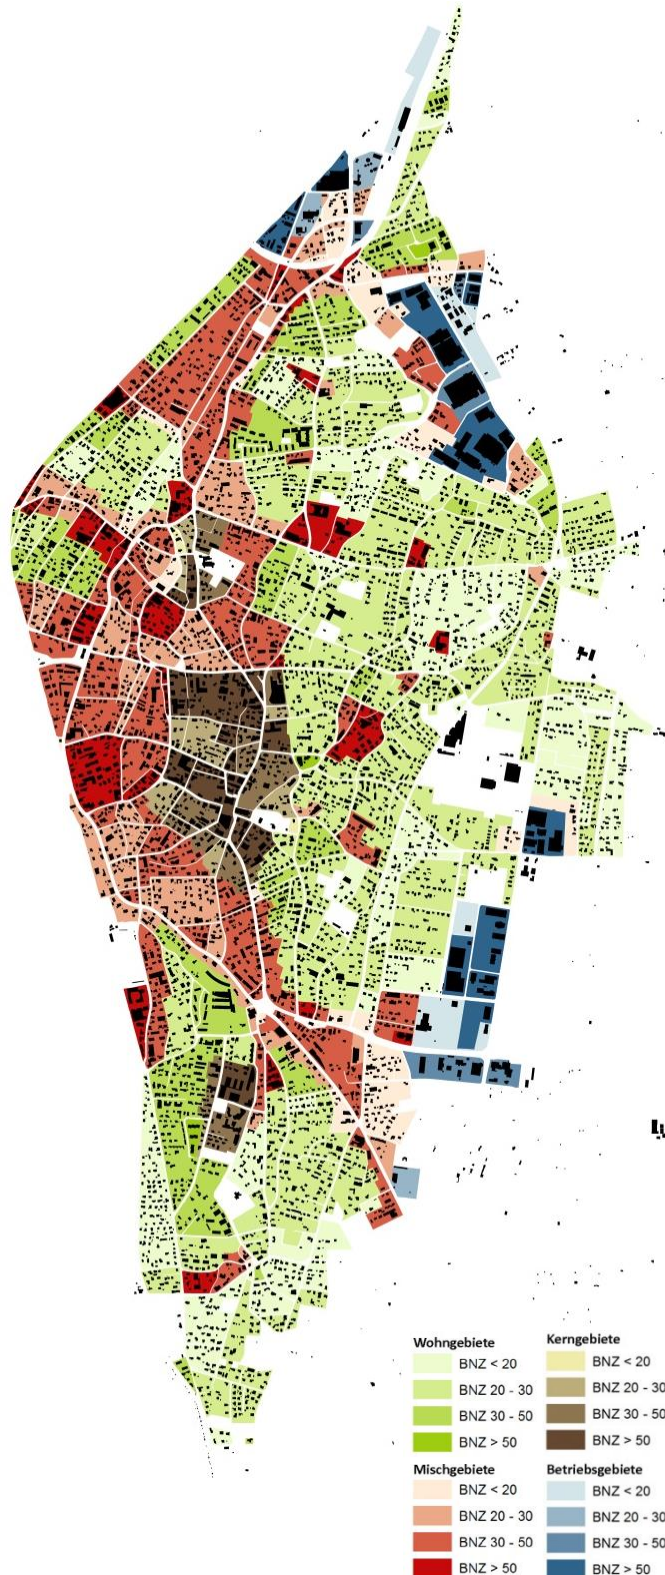 Wohngebiete
BNZ < 20
BNZ 20 - 30
BNZ 30 - 50
BNZ > 50
Kerngebiete
BNZ < 20
BNZ 20 - 30
BNZ 30 - 50
BNZ > 50
Mischgebiete
BNZ < 20
BNZ 20 - 30
BNZ 30 - 50
BNZ > 50
Betriebsgebiete
BNZ < 20
BNZ 20 - 30
BNZ 30 - 50
BNZ > 50